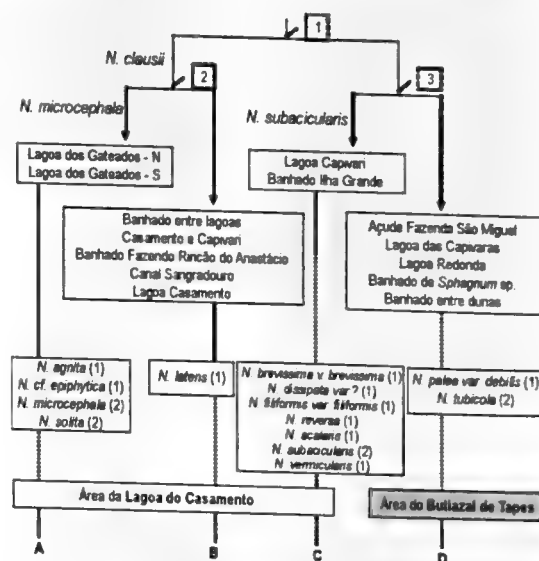 1
N. clausii
2
3
N. microcephala
N. subacicularis
Lagoa dos Gateados - N
Lagoa dos Gateados - S
Lagoa Capivari
Banhado Ilha Grande
Banhado entre lagoas
Casamento e Capivari
Banhado Fazendo Rincão do Anastácio
Canal Sangradouro
Lagoa Casamento
Açude Fazenda São Miguel
Lagoa das Capivaras
Lagoa Redonda
Banhado de Sphagnum sp.
Banhado entre dunas
N. agnita (1)
N. cf. epiphytica (1)
N. microcephala (2)
N. solita (2)
N. latens (1)
N. brevissima v. brevissima (1)
N. dissipata var? (1)
N. filiformis var filiformis (1)
N. reversa (1)
N. scalaris (1)
N. subacicularis (2)
N. vermicularis (1)
N. palea var debilis (1)
N. tubicola (2)
Área da Lagoa do Casamento
Área do Butiazal de Tapes
A
B
C
D